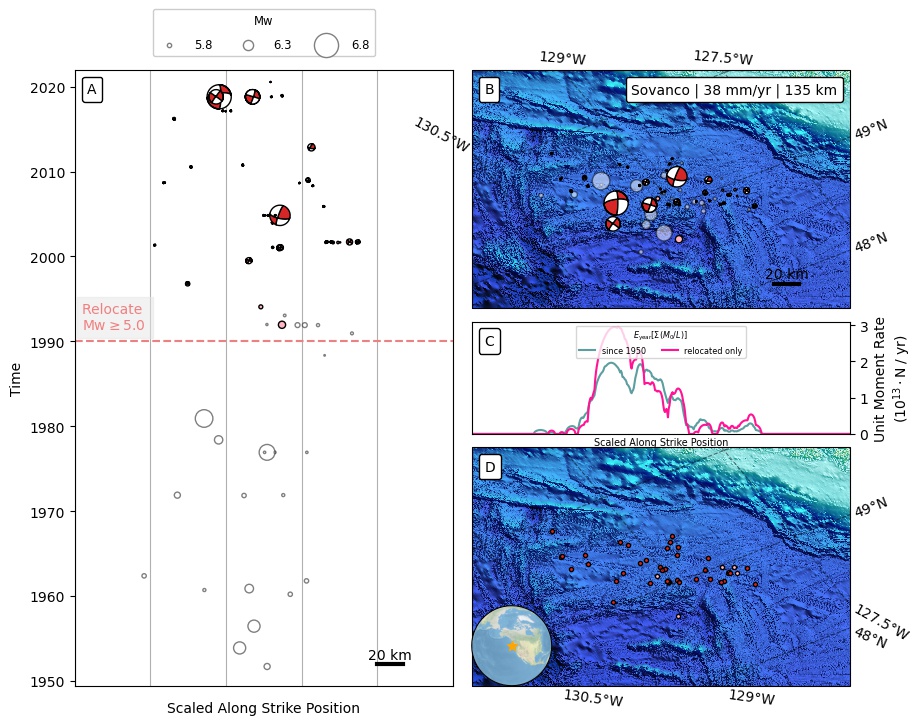 Mw
5.8 6.3 6.8
A
2020
2010
2000
1990
1980
1970
1960
1950
Time
Relocate
Mw ≥ 5.0
20 km
Scaled Along Strike Position
129°W 127.5°W
130.5°W
B
Sovanco | 38 mm/yr | 135 km
49°N
48°N
20 km
C
E_year[Σ(M₀/L)]
since 1950 relocated only
3
2
1
0
Unit Moment Rate
(10¹³ · N / yr)
Scaled Along Strike Position
D
49°N
127.5°W
48°N
130.5°W 129°W